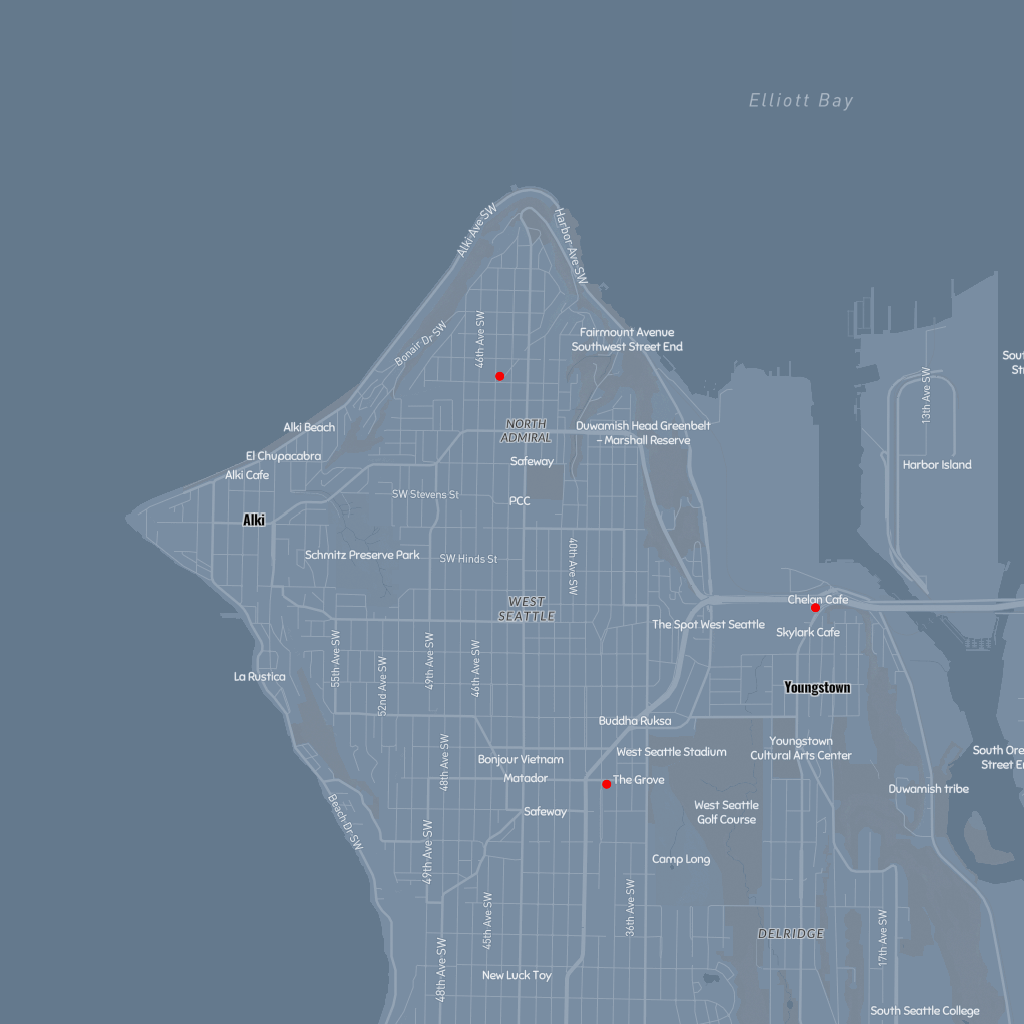 Elliott Bay
Alki Ave SW
Harbor Ave SW
46th Ave SW
Bonair Dr SW
Fairmount Avenue
Southwest Street End
13th Ave SW
Alki Beach
NORTH
ADMIRAL
Duwamish Head Greenbelt
– Marshall Reserve
El Chupacabra
Safeway
Harbor Island
Alki Cafe
SW Stevens St
PCC
Alki
Schmitz Preserve Park
SW Hinds St
40th Ave SW
WEST
SEATTLE
Chelan Cafe
The Spot West Seattle
Skylark Cafe
55th Ave SW
52nd Ave SW
49th Ave SW
46th Ave SW
La Rustica
Youngstown
Buddha Ruksa
48th Ave SW
Bonjour Vietnam
West Seattle Stadium
Youngstown
Cultural Arts Center
South Ore
Street En
Matador
The Grove
Duwamish tribe
Beach Dr SW
Safeway
West Seattle
Golf Course
49th Ave SW
Camp Long
45th Ave SW
36th Ave SW
17th Ave SW
DELRIDGE
48th Ave SW
New Luck Toy
South Seattle College